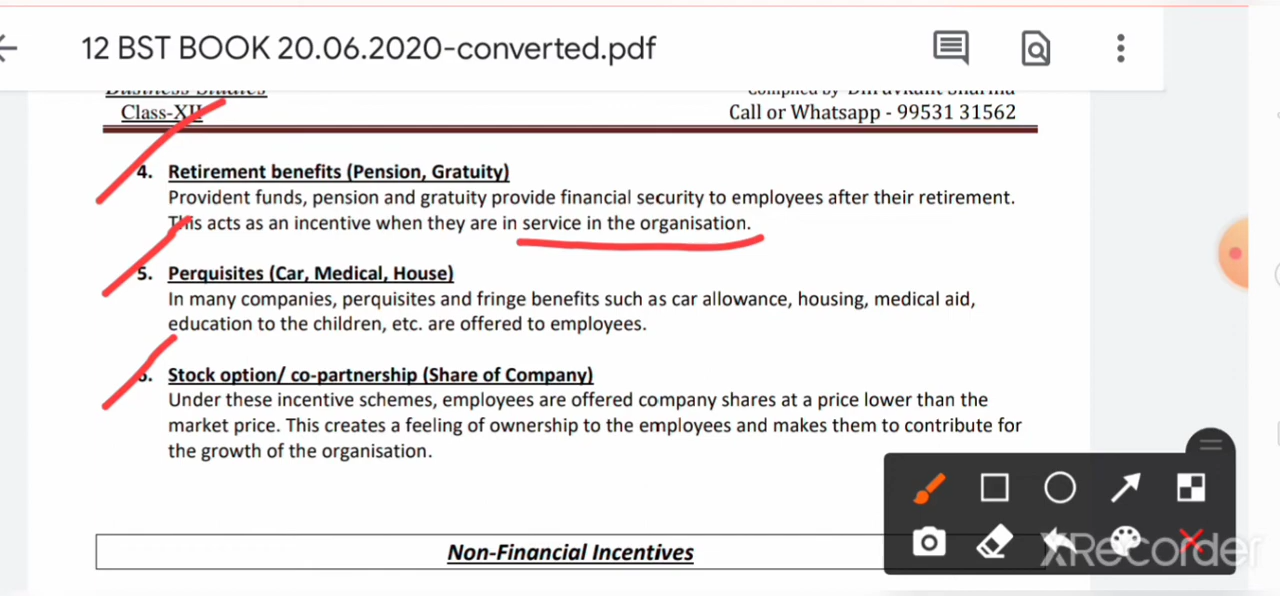 12 BST BOOK 20.06.2020-converted.pdf
Business Studies
Class-XII
Call or Whatsapp - 99531 31562
4. Retirement benefits (Pension, Gratuity)
Provident funds, pension and gratuity provide financial security to employees after their retirement.
This acts as an incentive when they are in service in the organisation.
5. Perquisites (Car, Medical, House)
In many companies, perquisites and fringe benefits such as car allowance, housing, medical aid,
education to the children, etc. are offered to employees.
6. Stock option/ co-partnership (Share of Company)
Under these incentive schemes, employees are offered company shares at a price lower than the
market price. This creates a feeling of ownership to the employees and makes them to contribute for
the growth of the organisation.
Non-Financial Incentives
XRecorder